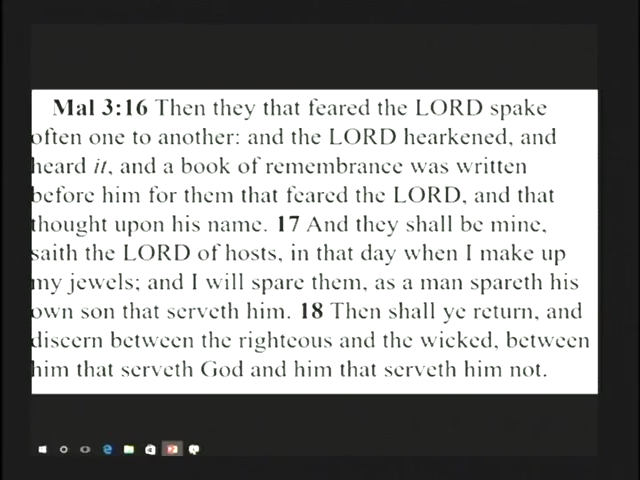 Mal 3:16 Then they that feared the LORD spake
often one to another: and the LORD hearkened, and
heard it, and a book of remembrance was written
before him for them that feared the LORD, and that
thought upon his name. 17 And they shall be mine,
saith the LORD of hosts, in that day when I make up
my jewels; and I will spare them, as a man spareth his
own son that serveth him. 18 Then shall ye return, and
discern between the righteous and the wicked, between
him that serveth God and him that serveth him not.